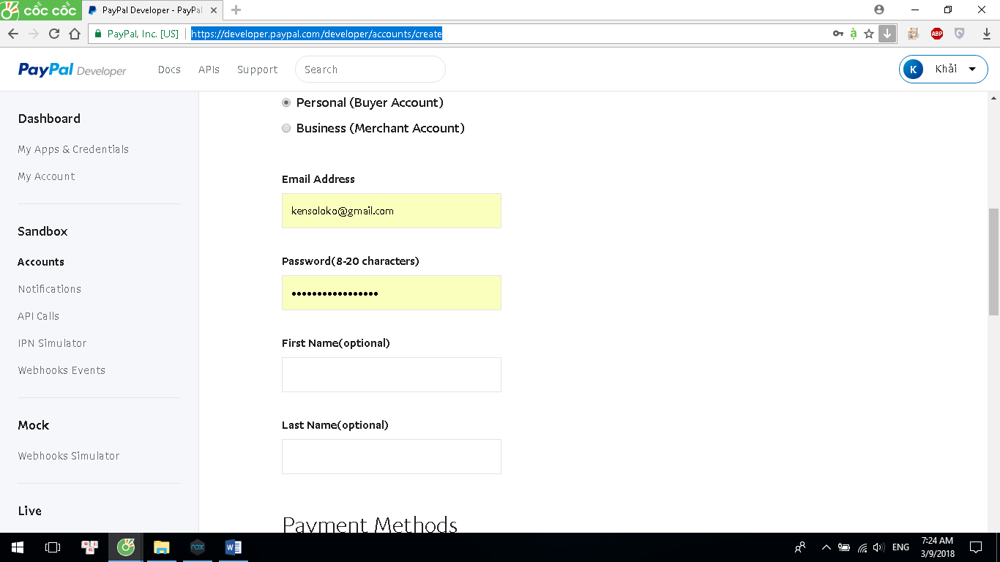 cốc cốc
PayPal Developer - PayPal
PayPal, Inc. [US]
https://developer.paypal.com/developer/accounts/create
ABP
PayPal Developer
Docs
APIs
Support
Search
K
Khải
Dashboard
My Apps & Credentials
My Account
Sandbox
Accounts
Notifications
API Calls
IPN Simulator
Webhooks Events
Mock
Webhooks Simulator
Live
Personal (Buyer Account)
Business (Merchant Account)
Email Address
kensoloko@gmail.com
Password(8-20 characters)
•••••••••••••••••
First Name(optional)
Last Name(optional)
Payment Methods
nox
ENG
7:24 AM
3/9/2018